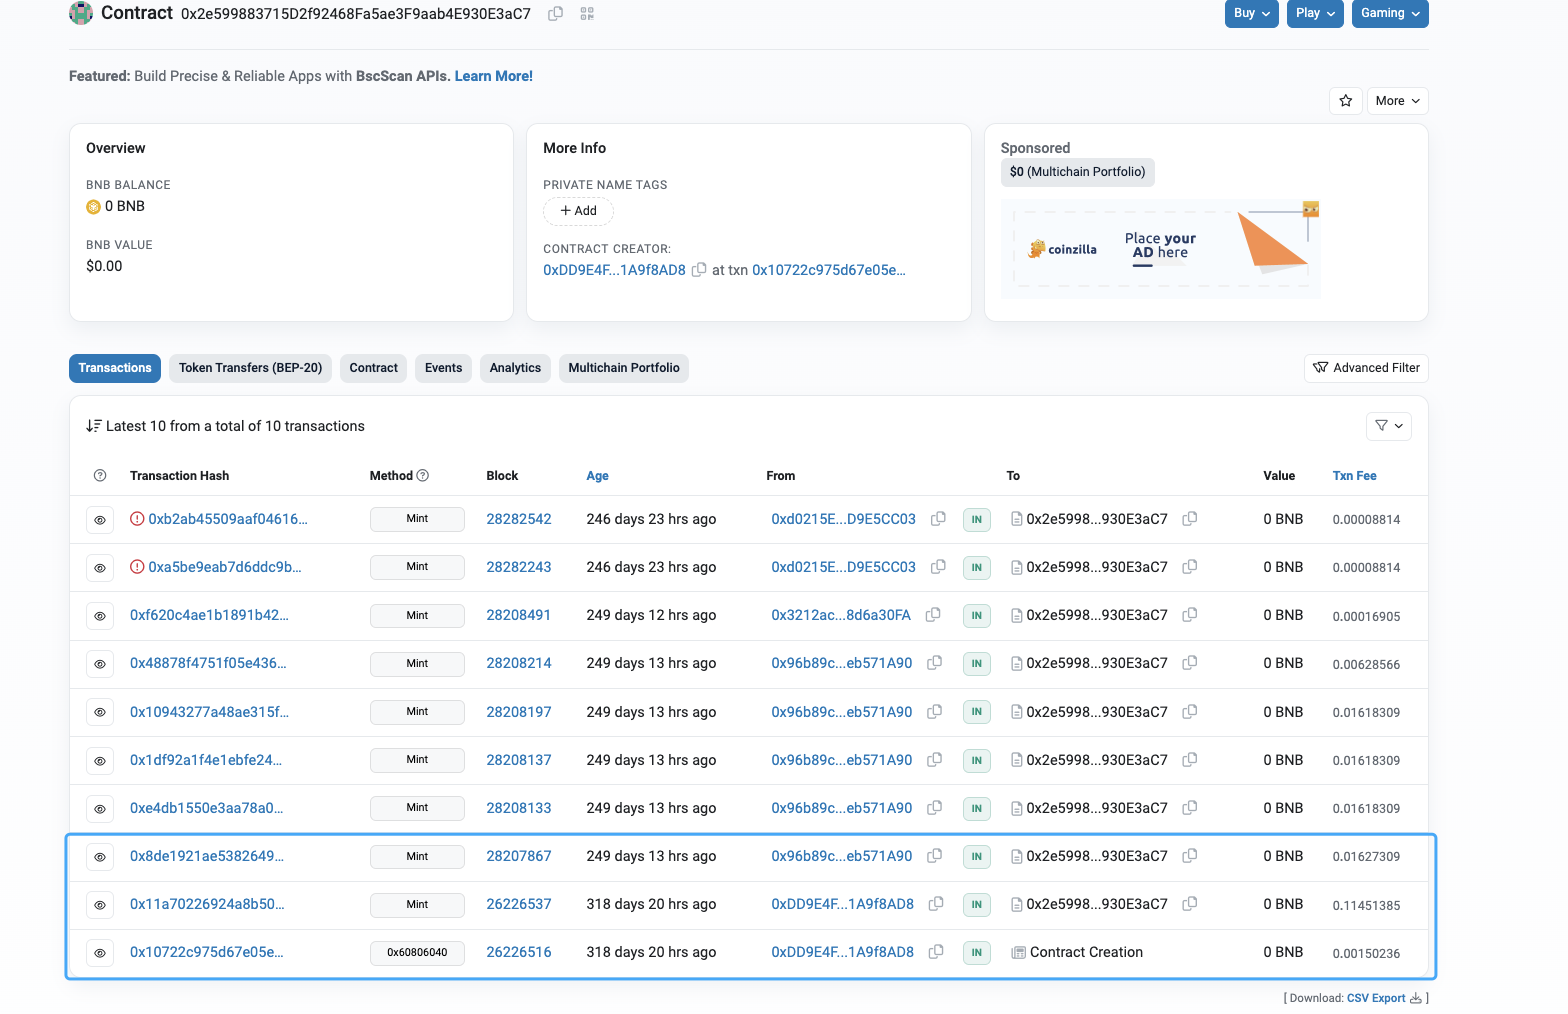 Contract 0x2e599883715D2f92468Fa5ae3F9aab4E930E3aC7
Buy Play Gaming
Featured: Build Precise & Reliable Apps with BscScan APIs. Learn More!
More
Overview
BNB BALANCE
0 BNB
BNB VALUE
$0.00
More Info
PRIVATE NAME TAGS
+ Add
CONTRACT CREATOR:
0xDD9E4F...1A9f8AD8 at txn 0x10722c975d67e05e...
Sponsored
$0 (Multichain Portfolio)
coinzilla
Place your
AD here
Transactions Token Transfers (BEP-20) Contract Events Analytics Multichain Portfolio Advanced Filter
Latest 10 from a total of 10 transactions
Transaction Hash Method Block Age From To Value Txn Fee
0xb2ab45509aaf04616... Mint 28282542 246 days 23 hrs ago 0xd0215E...D9E5CC03 IN 0x2e5998...930E3aC7 0 BNB 0.00008814
0xa5be9eab7d6ddc9b... Mint 28282243 246 days 23 hrs ago 0xd0215E...D9E5CC03 IN 0x2e5998...930E3aC7 0 BNB 0.00008814
0xf620c4ae1b1891b42... Mint 28208491 249 days 12 hrs ago 0x3212ac...8d6a30FA IN 0x2e5998...930E3aC7 0 BNB 0.00016905
0x48878f4751f05e436... Mint 28208214 249 days 13 hrs ago 0x96b89c...eb571A90 IN 0x2e5998...930E3aC7 0 BNB 0.00628566
0x10943277a48ae315f... Mint 28208197 249 days 13 hrs ago 0x96b89c...eb571A90 IN 0x2e5998...930E3aC7 0 BNB 0.01618309
0x1df92a1f4e1ebfe24... Mint 28208137 249 days 13 hrs ago 0x96b89c...eb571A90 IN 0x2e5998...930E3aC7 0 BNB 0.01618309
0xe4db1550e3aa78a0... Mint 28208133 249 days 13 hrs ago 0x96b89c...eb571A90 IN 0x2e5998...930E3aC7 0 BNB 0.01618309
0x8de1921ae5382649... Mint 28207867 249 days 13 hrs ago 0x96b89c...eb571A90 IN 0x2e5998...930E3aC7 0 BNB 0.01627309
0x11a70226924a8b50... Mint 26226537 318 days 20 hrs ago 0xDD9E4F...1A9f8AD8 IN 0x2e5998...930E3aC7 0 BNB 0.11451385
0x10722c975d67e05e... 0x60806040 26226516 318 days 20 hrs ago 0xDD9E4F...1A9f8AD8 IN Contract Creation 0 BNB 0.00150236
[ Download: CSV Export ]